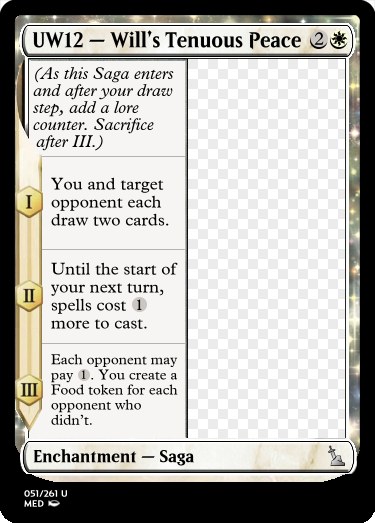 UW12 — Will's Tenuous Peace 2
(As this Saga enters
and after your draw
step, add a lore
counter. Sacrifice
after III.)
I
You and target
opponent each
draw two cards.
II
Until the start of
your next turn,
spells cost 1
more to cast.
III
Each opponent may
pay 1. You create a
Food token for each
opponent who
didn't.
Enchantment — Saga
051/261 U
MED